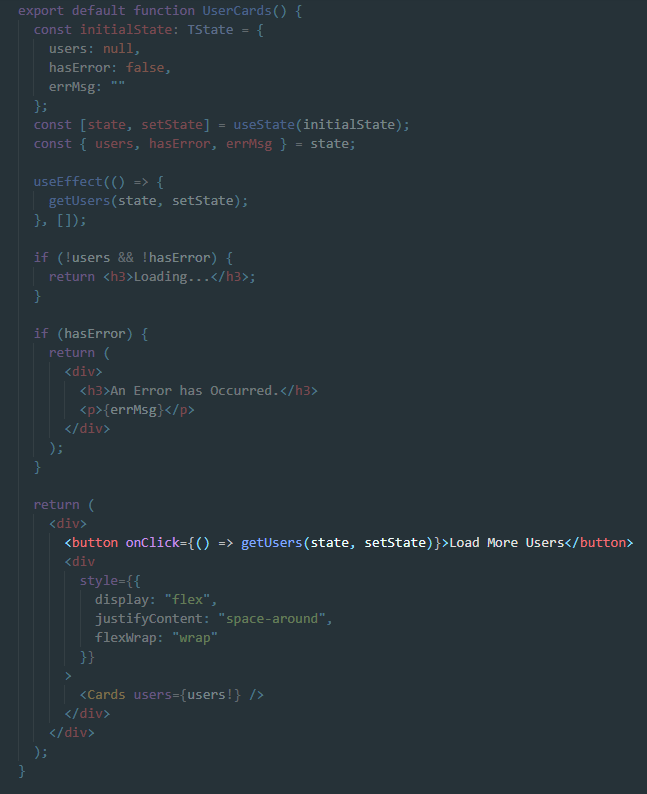 export default function UserCards() {
const initialState: TState = {
users: null,
hasError: false,
errMsg: ""
};
const [state, setState] = useState(initialState);
const { users, hasError, errMsg } = state;
useEffect(() => {
getUsers(state, setState);
}, []);
if (!users && !hasError) {
return <h3>Loading...</h3>;
}
if (hasError) {
return (
<div>
<h3>An Error has Occurred.</h3>
<p>{errMsg}</p>
</div>
);
}
return (
<div>
<button onClick={() => getUsers(state, setState)}>Load More Users</button>
<div
style={{
display: "flex",
justifyContent: "space-around",
flexWrap: "wrap"
}}
>
<Cards users={users!} />
</div>
</div>
);
}